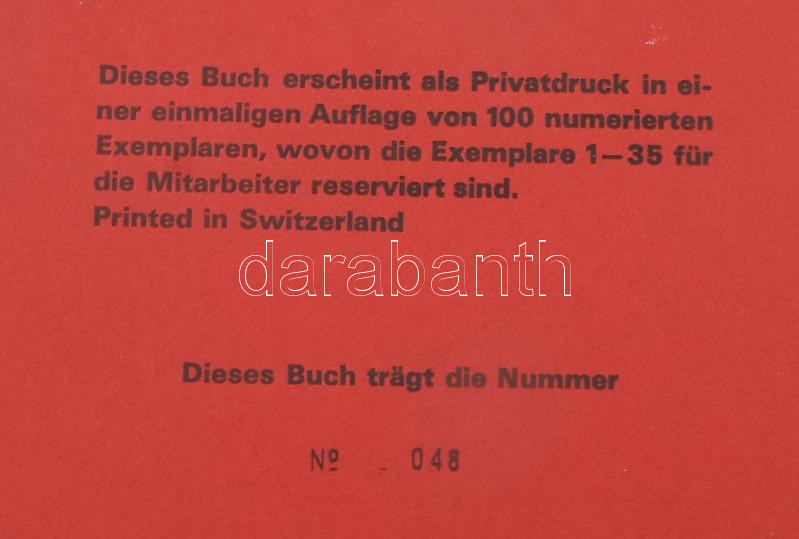 Dieses Buch erscheint als Privatdruck in ei-
ner einmaligen Auflage von 100 numerierten
Exemplaren, wovon die Exemplare 1—35 für
die Mitarbeiter reserviert sind.
Printed in Switzerland
darabanth
Dieses Buch trägt die Nummer
Nº 048